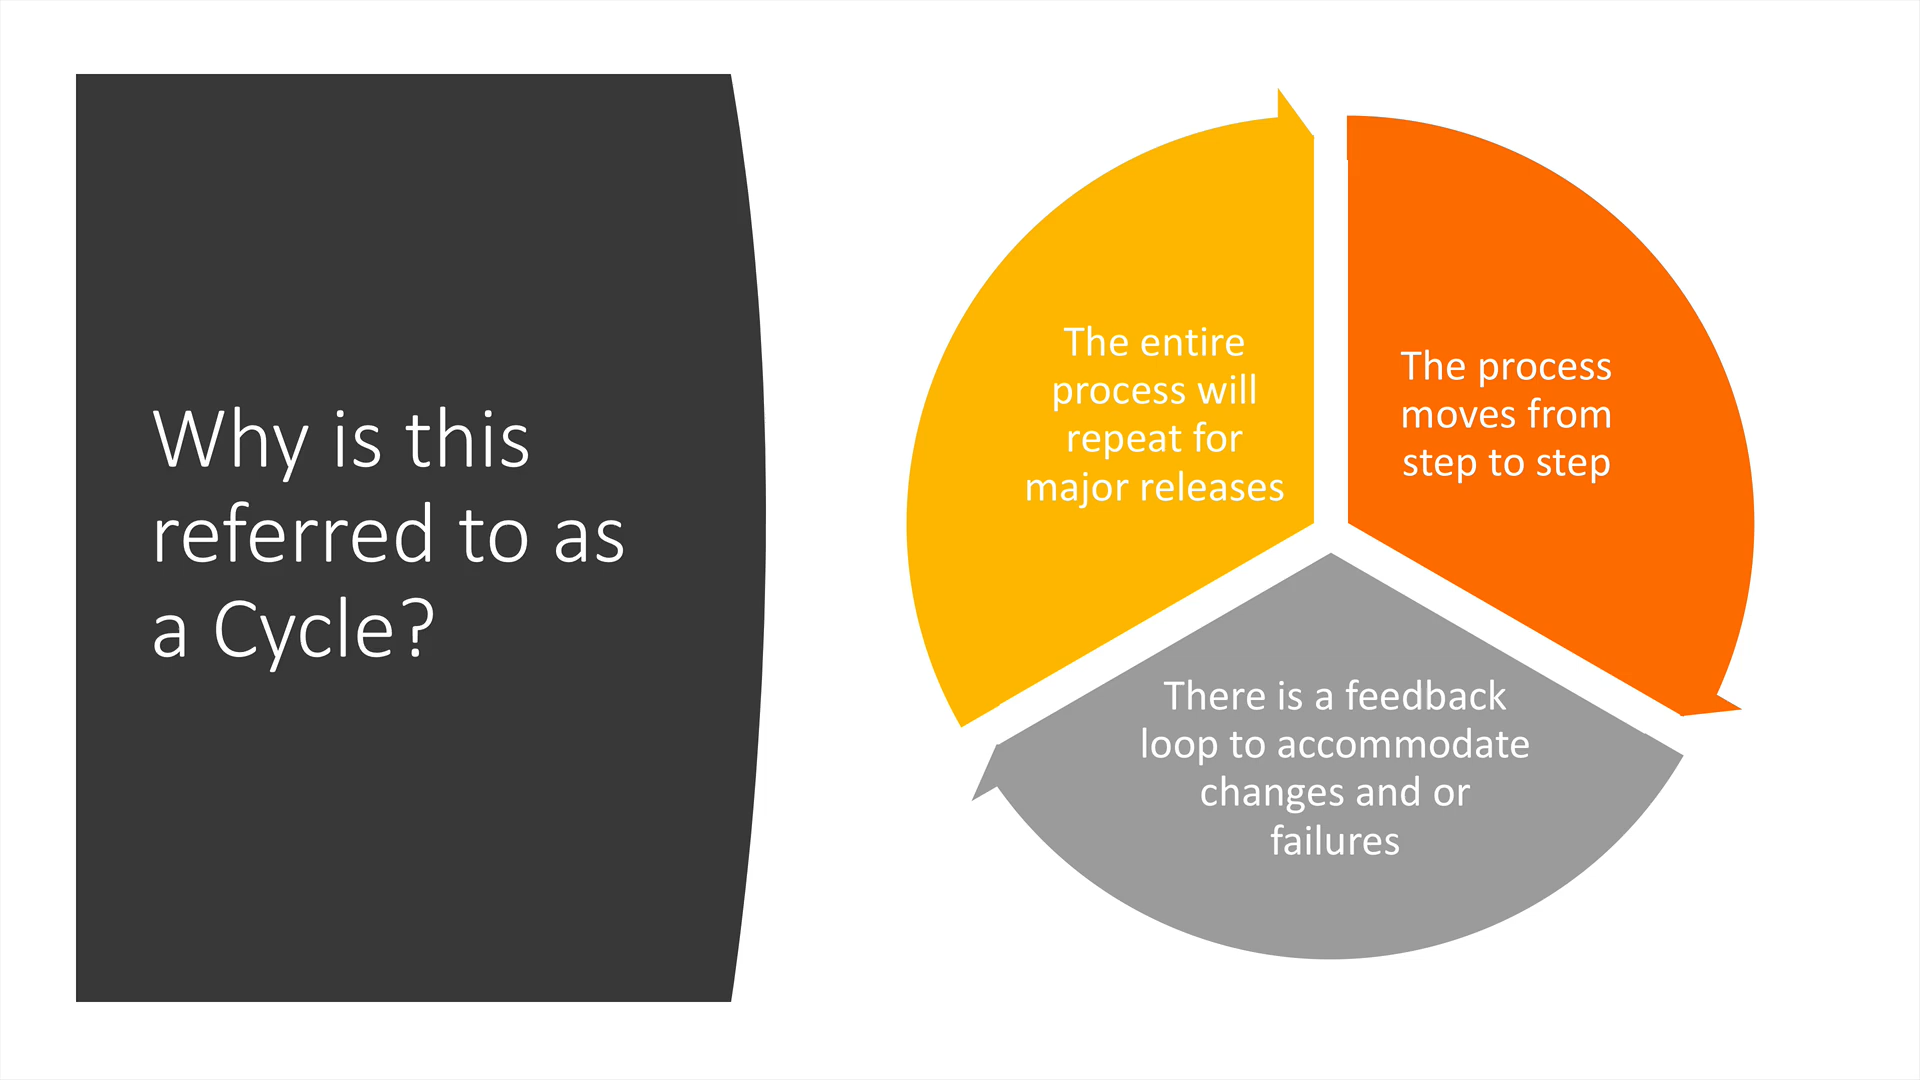 Why is this
referred to as
a Cycle?
The entire
process will
repeat for
major releases
The process
moves from
step to step
There is a feedback
loop to accommodate
changes and or
failures